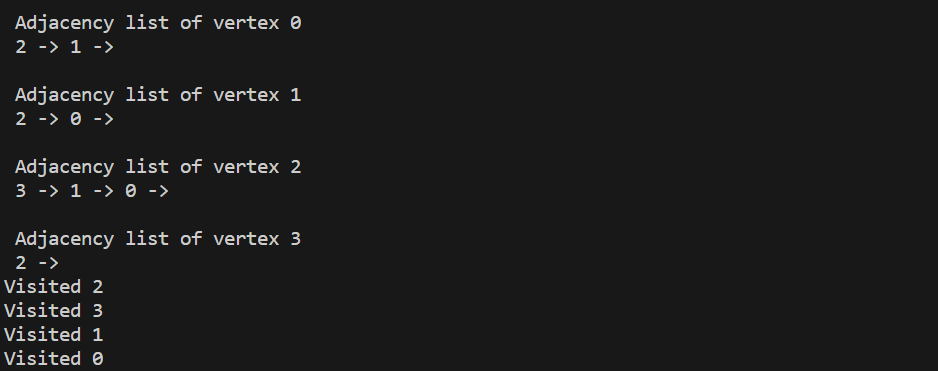 Adjacency list of vertex 0
2 -> 1 ->
Adjacency list of vertex 1
2 -> 0 ->
Adjacency list of vertex 2
3 -> 1 -> 0 ->
Adjacency list of vertex 3
2 ->
Visited 2
Visited 3
Visited 1
Visited 0